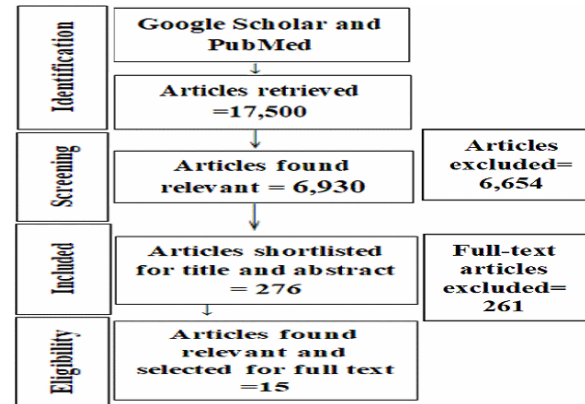 Identification
Google Scholar and
PubMed
Articles retrieved
=17,500
Screening
Articles found
relevant = 6,930
Articles
excluded=
6,654
Included
Articles shortlisted
for title and abstract
= 276
Full-text
articles
excluded=
261
Eligibility
Articles found
relevant and
selected for full text
=15